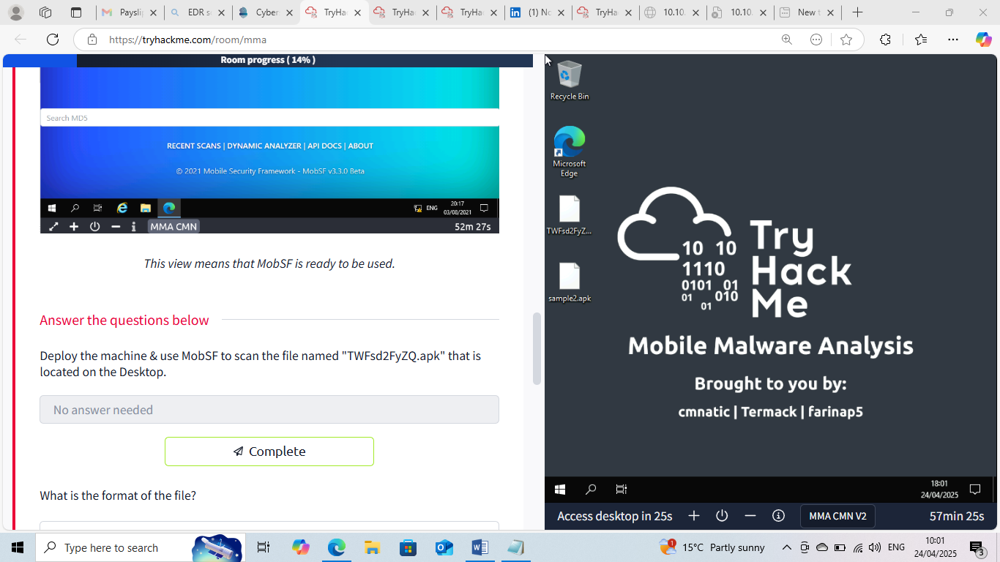 Paysli
EDR s
Cyber
TryHa
TryHa
TryHa
(1) Nc
TryHa
10.10.
10.10.
New t
https://tryhackme.com/room/mma
Room progress ( 14% )
Search MD5
RECENT SCANS | DYNAMIC ANALYZER | API DOCS | ABOUT
© 2021 Mobile Security Framework - MobSF v3.3.0 Beta
ENG
20:17
03/08/2021
MMA CMN
52m 27s
This view means that MobSF is ready to be used.
Answer the questions below
Deploy the machine & use MobSF to scan the file named "TWFsd2FyZQ.apk" that is
located on the Desktop.
No answer needed
Complete
What is the format of the file?
Recycle Bin
Microsoft
Edge
TWFsd2FyZ...
sample2.apk
10 10
1110
0101 01
01 010
01
Try
Hack
Me
Mobile Malware Analysis
Brought to you by:
cmnatic | Termack | farinap5
18:01
24/04/2025
Access desktop in 25s
MMA CMN V2
57min 25s
Type here to search
1
15°C Partly sunny
ENG
10:01
24/04/2025
3